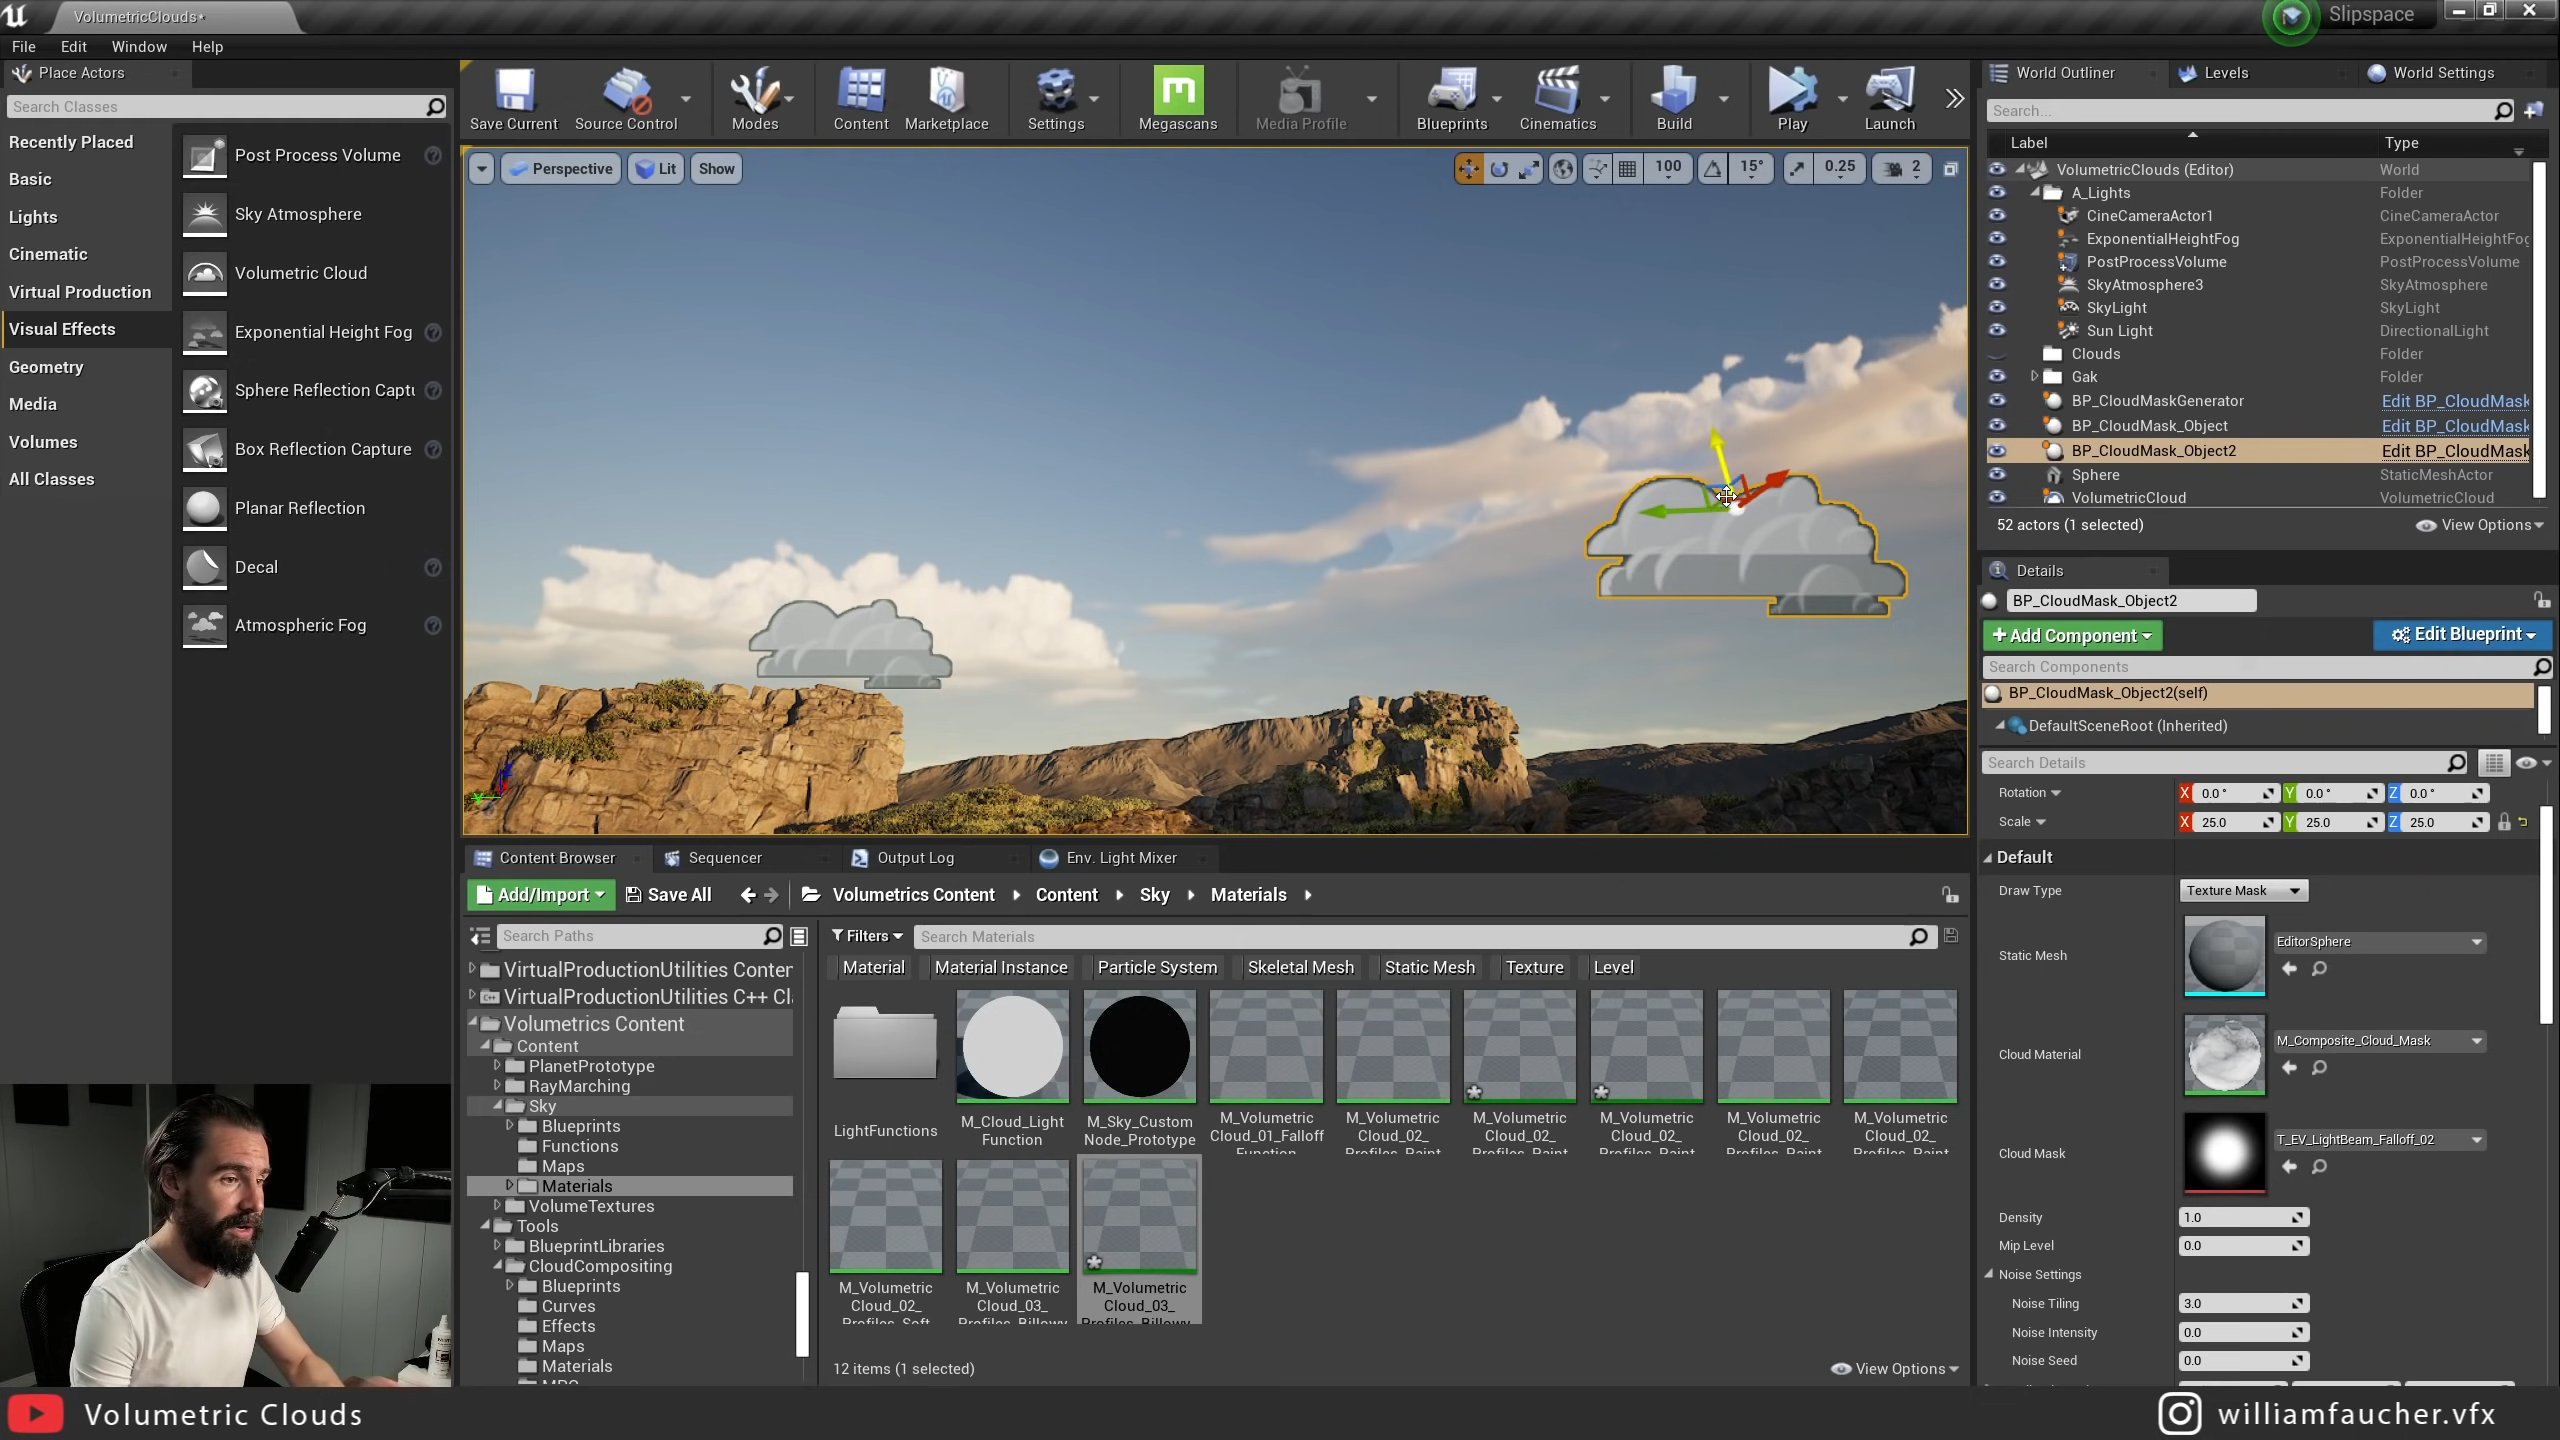 VolumetricClouds*
Slipspace
File Edit Window Help
Place Actors
Search Classes
Recently Placed
Basic
Lights
Cinematic
Virtual Production
Visual Effects
Geometry
Media
Volumes
All Classes
Post Process Volume
Sky Atmosphere
Volumetric Cloud
Exponential Height Fog
Sphere Reflection Captu
Box Reflection Capture
Planar Reflection
Decal
Atmospheric Fog
Save Current Source Control Modes Content Marketplace Settings Megascans Media Profile Blueprints Cinematics Build Play Launch
Perspective Lit Show 100 15° 0.25 2
World Outliner Levels World Settings
Search...
Label Type
VolumetricClouds (Editor) World
A_Lights Folder
CineCameraActor1 CineCameraActor
ExponentialHeightFog ExponentialHeightFog
PostProcessVolume PostProcessVolume
SkyAtmosphere3 SkyAtmosphere
SkyLight SkyLight
Sun Light DirectionalLight
Clouds Folder
Gak Folder
BP_CloudMaskGenerator Edit BP_CloudMask
BP_CloudMask_Object Edit BP_CloudMask
BP_CloudMask_Object2 Edit BP_CloudMask
Sphere StaticMeshActor
VolumetricCloud VolumetricCloud
52 actors (1 selected) View Options
Details
BP_CloudMask_Object2
+Add Component Edit Blueprint
Search Components
BP_CloudMask_Object2(self)
DefaultSceneRoot (Inherited)
Search Details
Rotation X 0.0° Y 0.0° Z 0.0°
Scale X 25.0 Y 25.0 Z 25.0
Default
Draw Type Texture Mask
Static Mesh EditorSphere
Cloud Material M_Composite_Cloud_Mask
Cloud Mask T_EV_LightBeam_Falloff_02
Density 1.0
Mip Level 0.0
Noise Settings
Noise Tiling 3.0
Noise Intensity 0.0
Noise Seed 0.0
Content Browser Sequencer Output Log Env. Light Mixer
Add/Import Save All Volumetrics Content Content Sky Materials
Search Paths
Filters Search Materials
Material Material Instance Particle System Skeletal Mesh Static Mesh Texture Level
VirtualProductionUtilities Conten
VirtualProductionUtilities C++ Cl
Volumetrics Content
Content
PlanetPrototype
RayMarching
Sky
Blueprints
Functions
Maps
Materials
VolumeTextures
Tools
BlueprintLibraries
CloudCompositing
Blueprints
Curves
Effects
Maps
Materials
LightFunctions
M_Cloud_Light
Function
M_Sky_Custom
Node_Prototype
M_Volumetric
Cloud_01_Falloff
Function
M_Volumetric
Cloud_02_
Profiles_Paint
M_Volumetric
Cloud_02_
Profiles_Paint
M_Volumetric
Cloud_02_
Profiles_Paint
M_Volumetric
Cloud_02_
Profiles_Paint
M_Volumetric
Cloud_02_
Profiles_Paint
M_Volumetric
Cloud_02_
Profiles_Soft
M_Volumetric
Cloud_03_
Profiles_Billowy
M_Volumetric
Cloud_03_
Profiles_Billowy
12 items (1 selected) View Options
Volumetric Clouds
williamfaucher.vfx